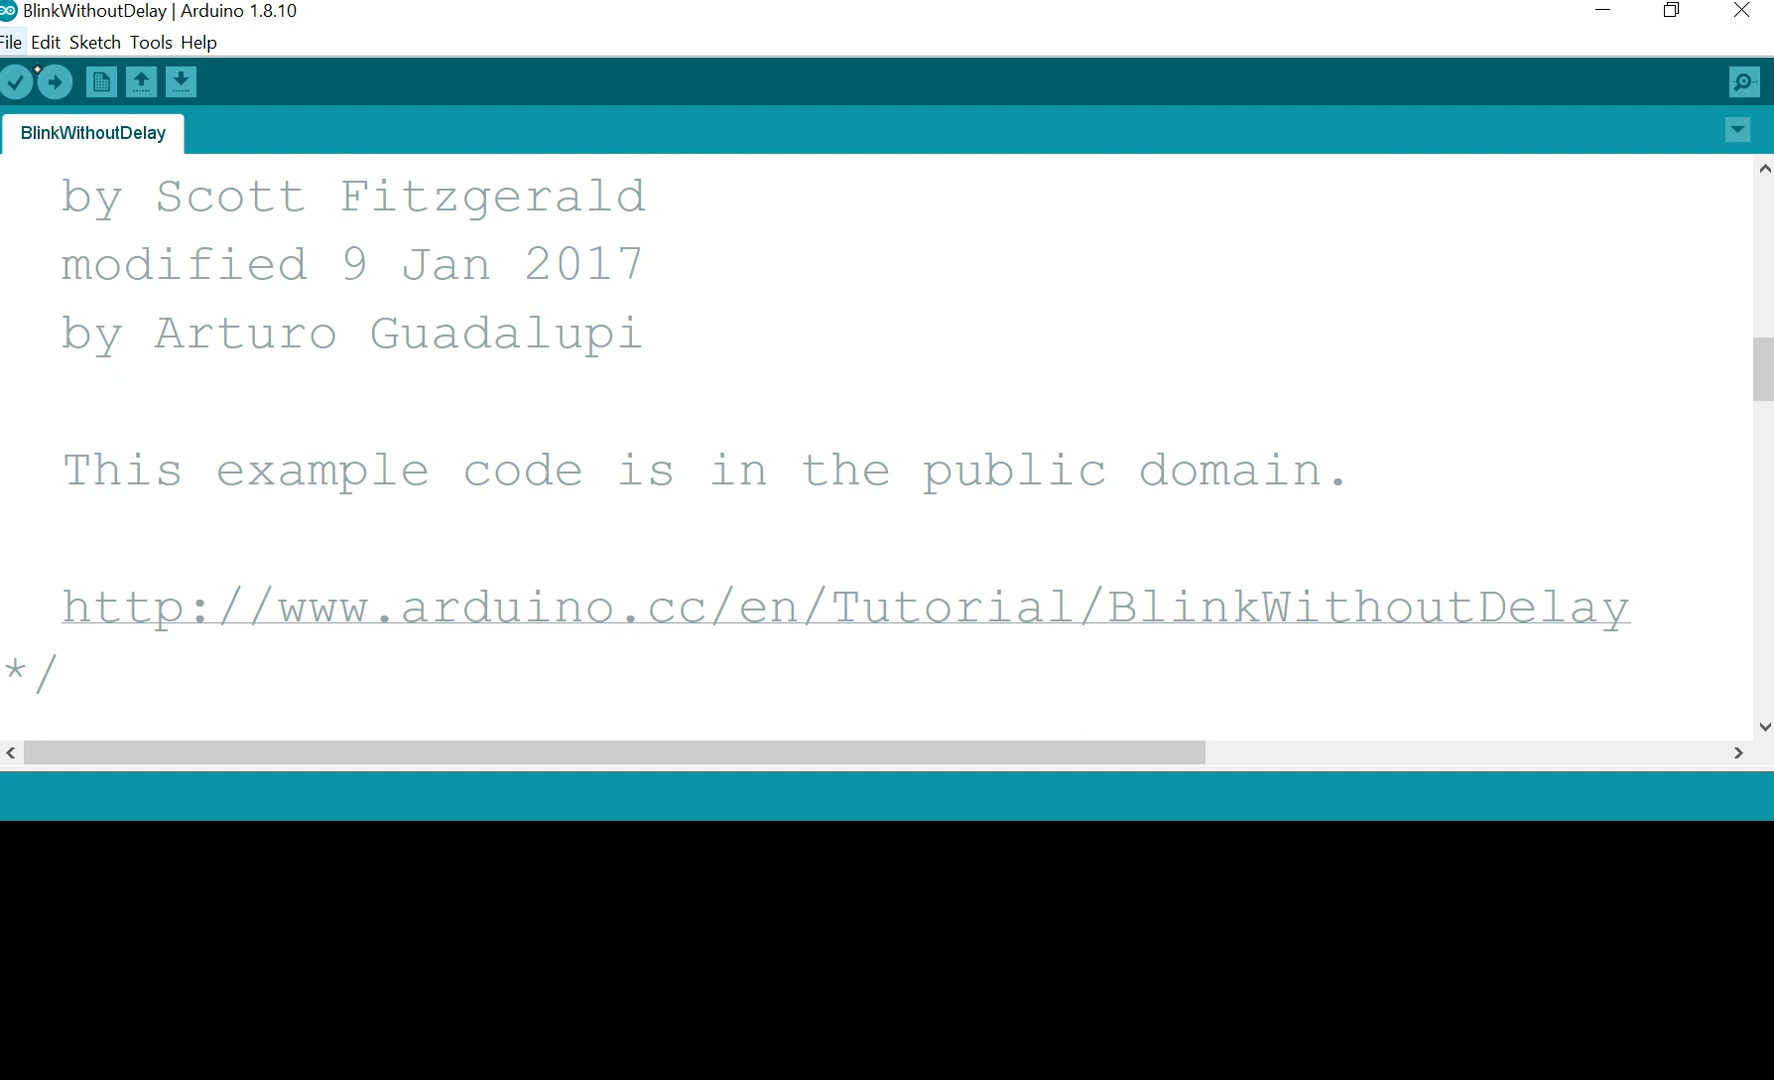 BlinkWithoutDelay | Arduino 1.8.10
File Edit Sketch Tools Help
BlinkWithoutDelay
by Scott Fitzgerald
modified 9 Jan 2017
by Arturo Guadalupi
This example code is in the public domain.
http://www.arduino.cc/en/Tutorial/BlinkWithoutDelay
*/